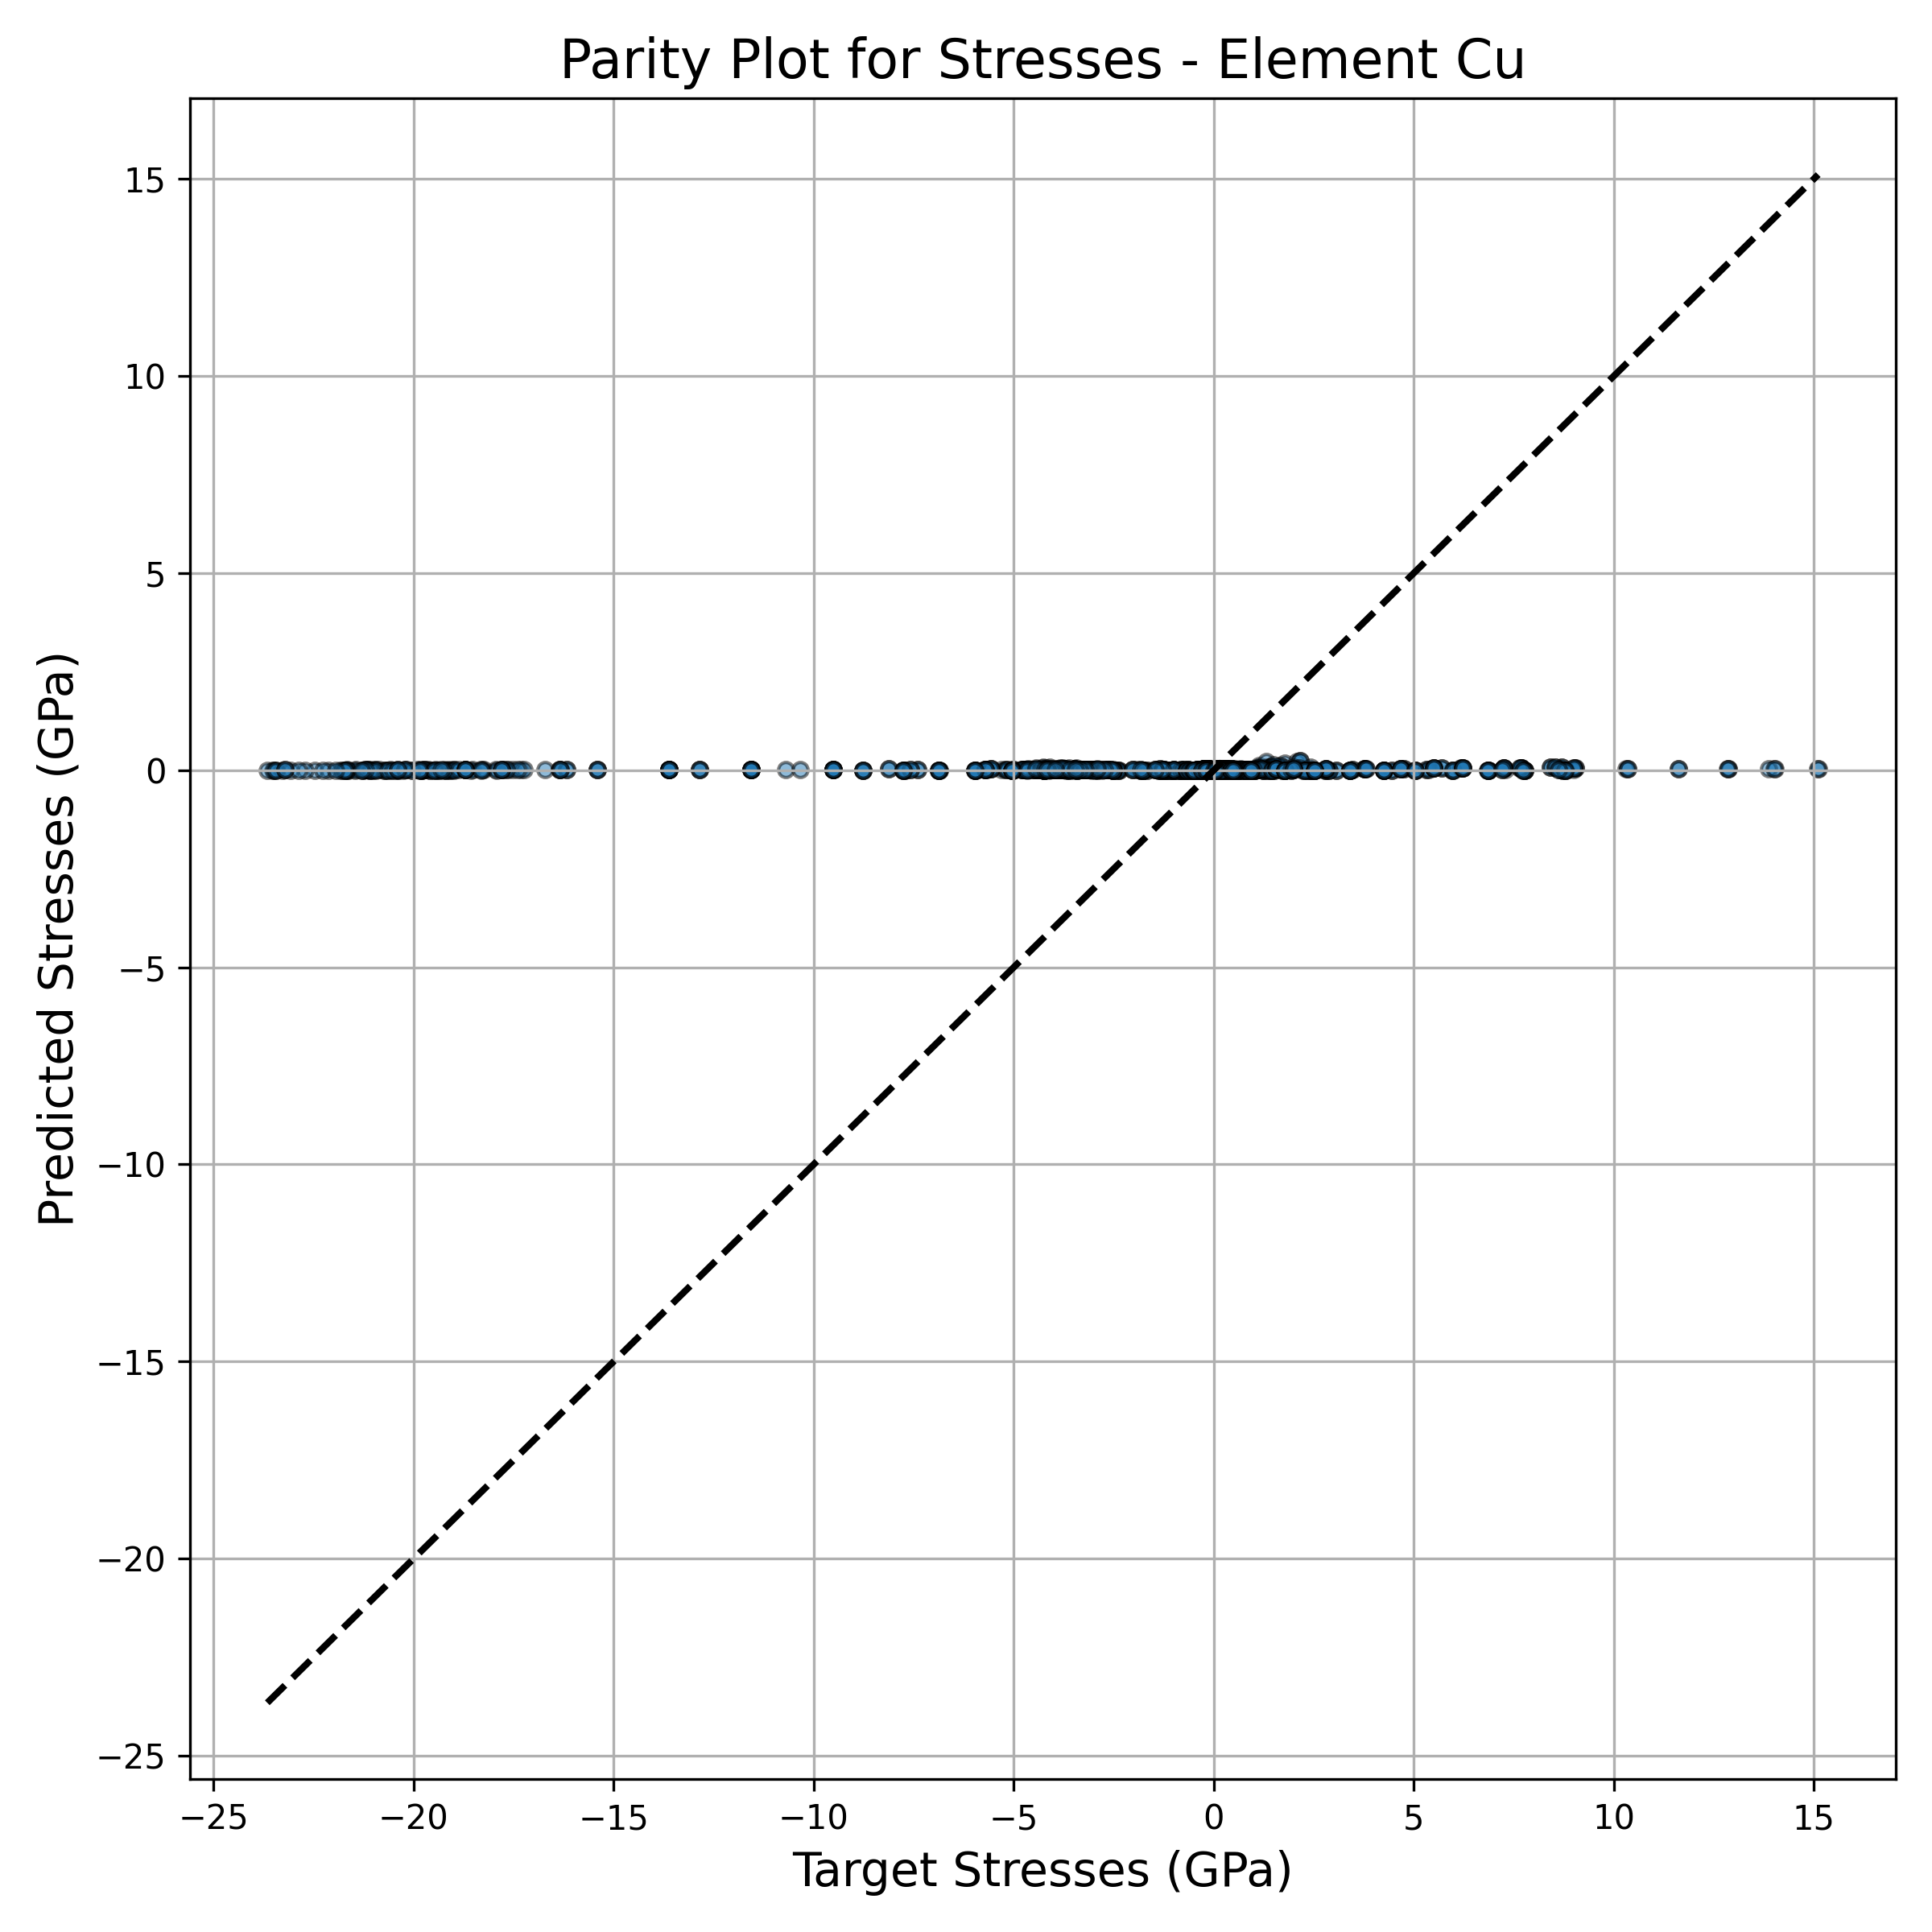 Parity Plot for Stresses - Element Cu
15
10
5
0
−5
−10
−15
−20
−25
Predicted Stresses (GPa)
−25 −20 −15 −10 −5 0 5 10 15
Target Stresses (GPa)